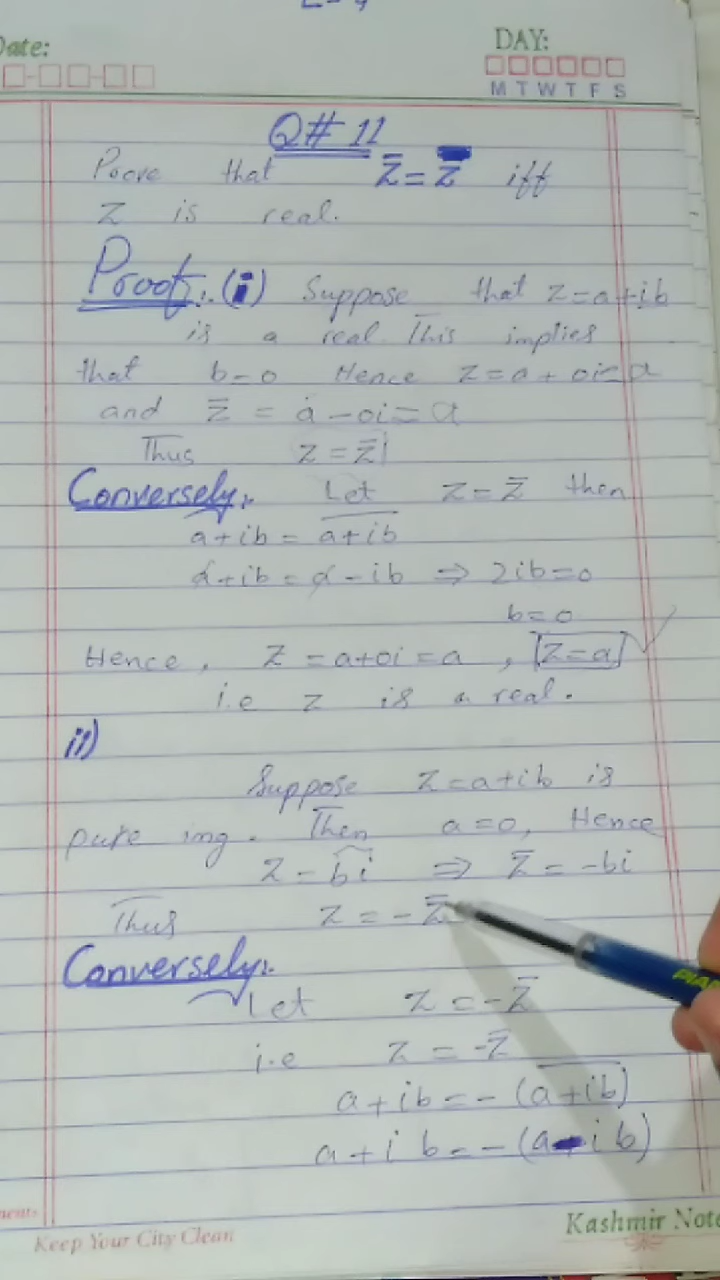 Date:
DAY:
M T W T F S
Q# 11
Prove that z̄ = z̄ iff
z is real.
Proof:. (i) Suppose that z = a+ib
is a real. This implies
that b=0 Hence z = a + 0i = a
and z̄ = a - 0i = a
Thus z = z̄
Conversely:. Let z = z̄ then
a+ib = \overline{a+ib}
a+ib = a-ib ⇒ 2ib=0
b=0
Hence, z = a+0i = a, z=a
i.e z is a real.
ii)
Suppose z = a+ib is
pure img. Then a=0, Hence
z = bi ⇒ z̄ = -bi
Thus z = - z̄
Conversely:.
Let z = -z̄
i.e z = -z̄
a+ib = - (\overline{a+ib})
a+ib = -(a-ib)
Keep Your City Clean
Kashmir Note